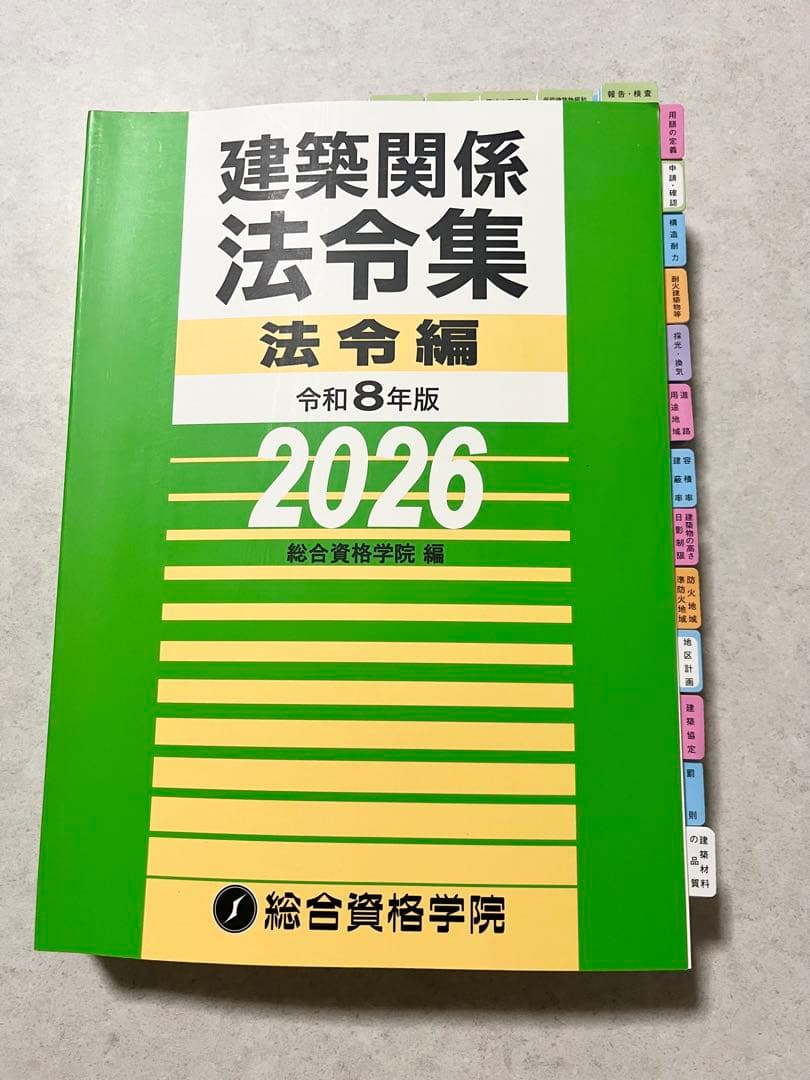 建築関係
法令集
法令編
令和8年版
2026
総合資格学院 編
総合資格学院
報告・検査
用語の定義
申請・確認
構造耐力
耐火建築物等
採光・換気
道路
用途地域
容積率
建蔽率
建築物の高さ
日影制限
防火地域
準防火地域
地区計画
建築協定
罰則
建築材料
の品質